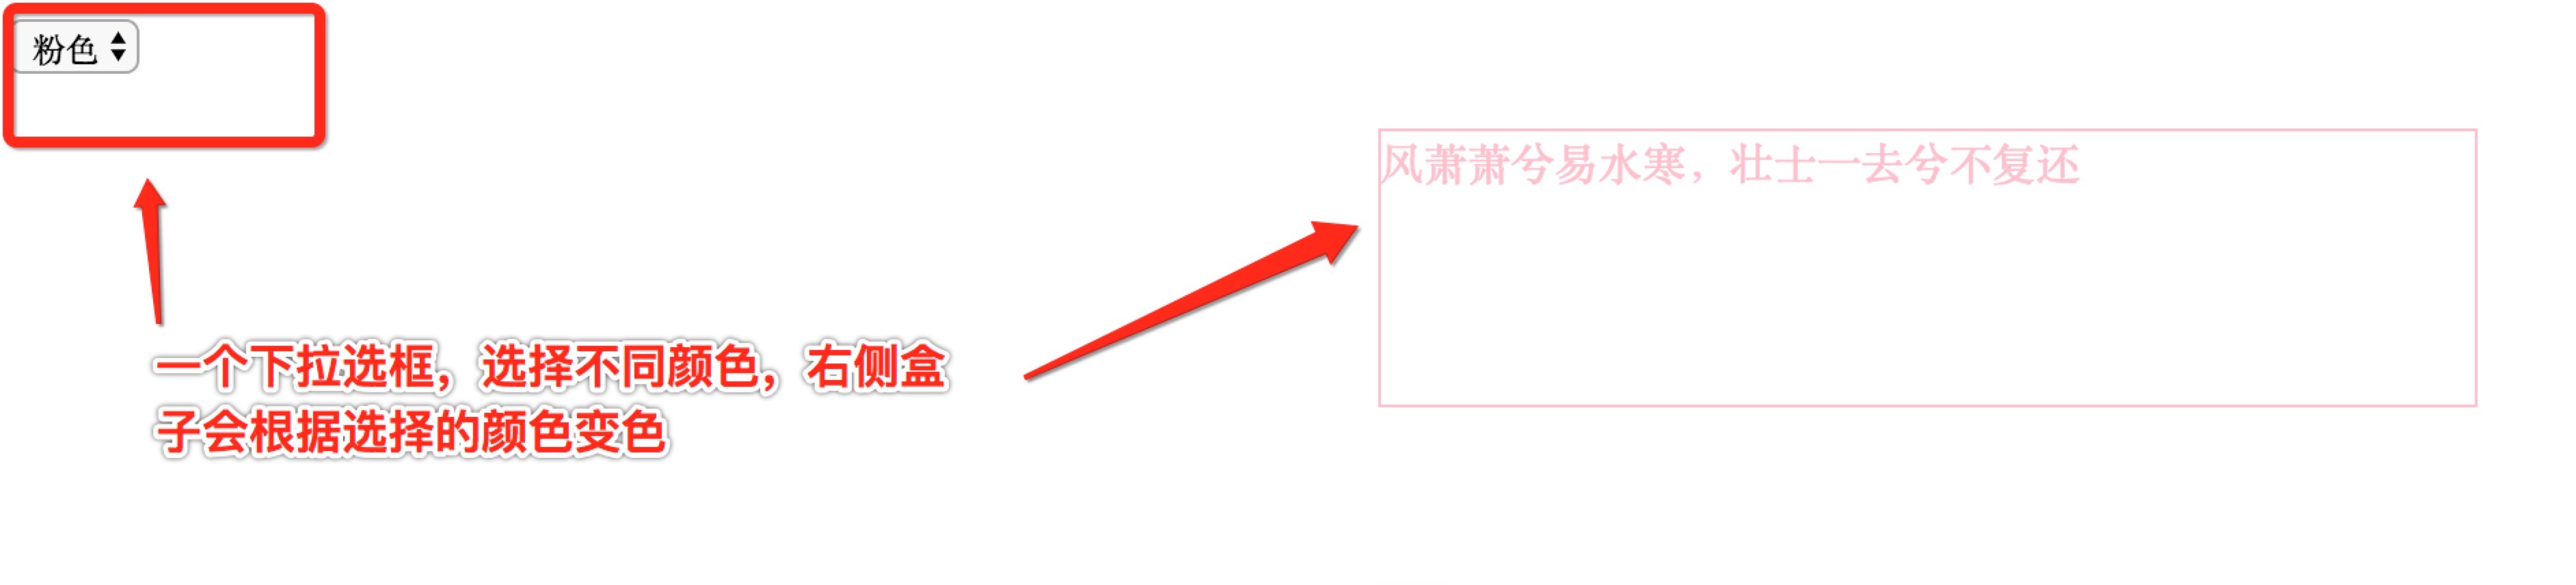 粉色
风萧萧兮易水寒，壮士一去兮不复还
一个下拉选框，选择不同颜色，右侧盒
子会根据选择的颜色变色